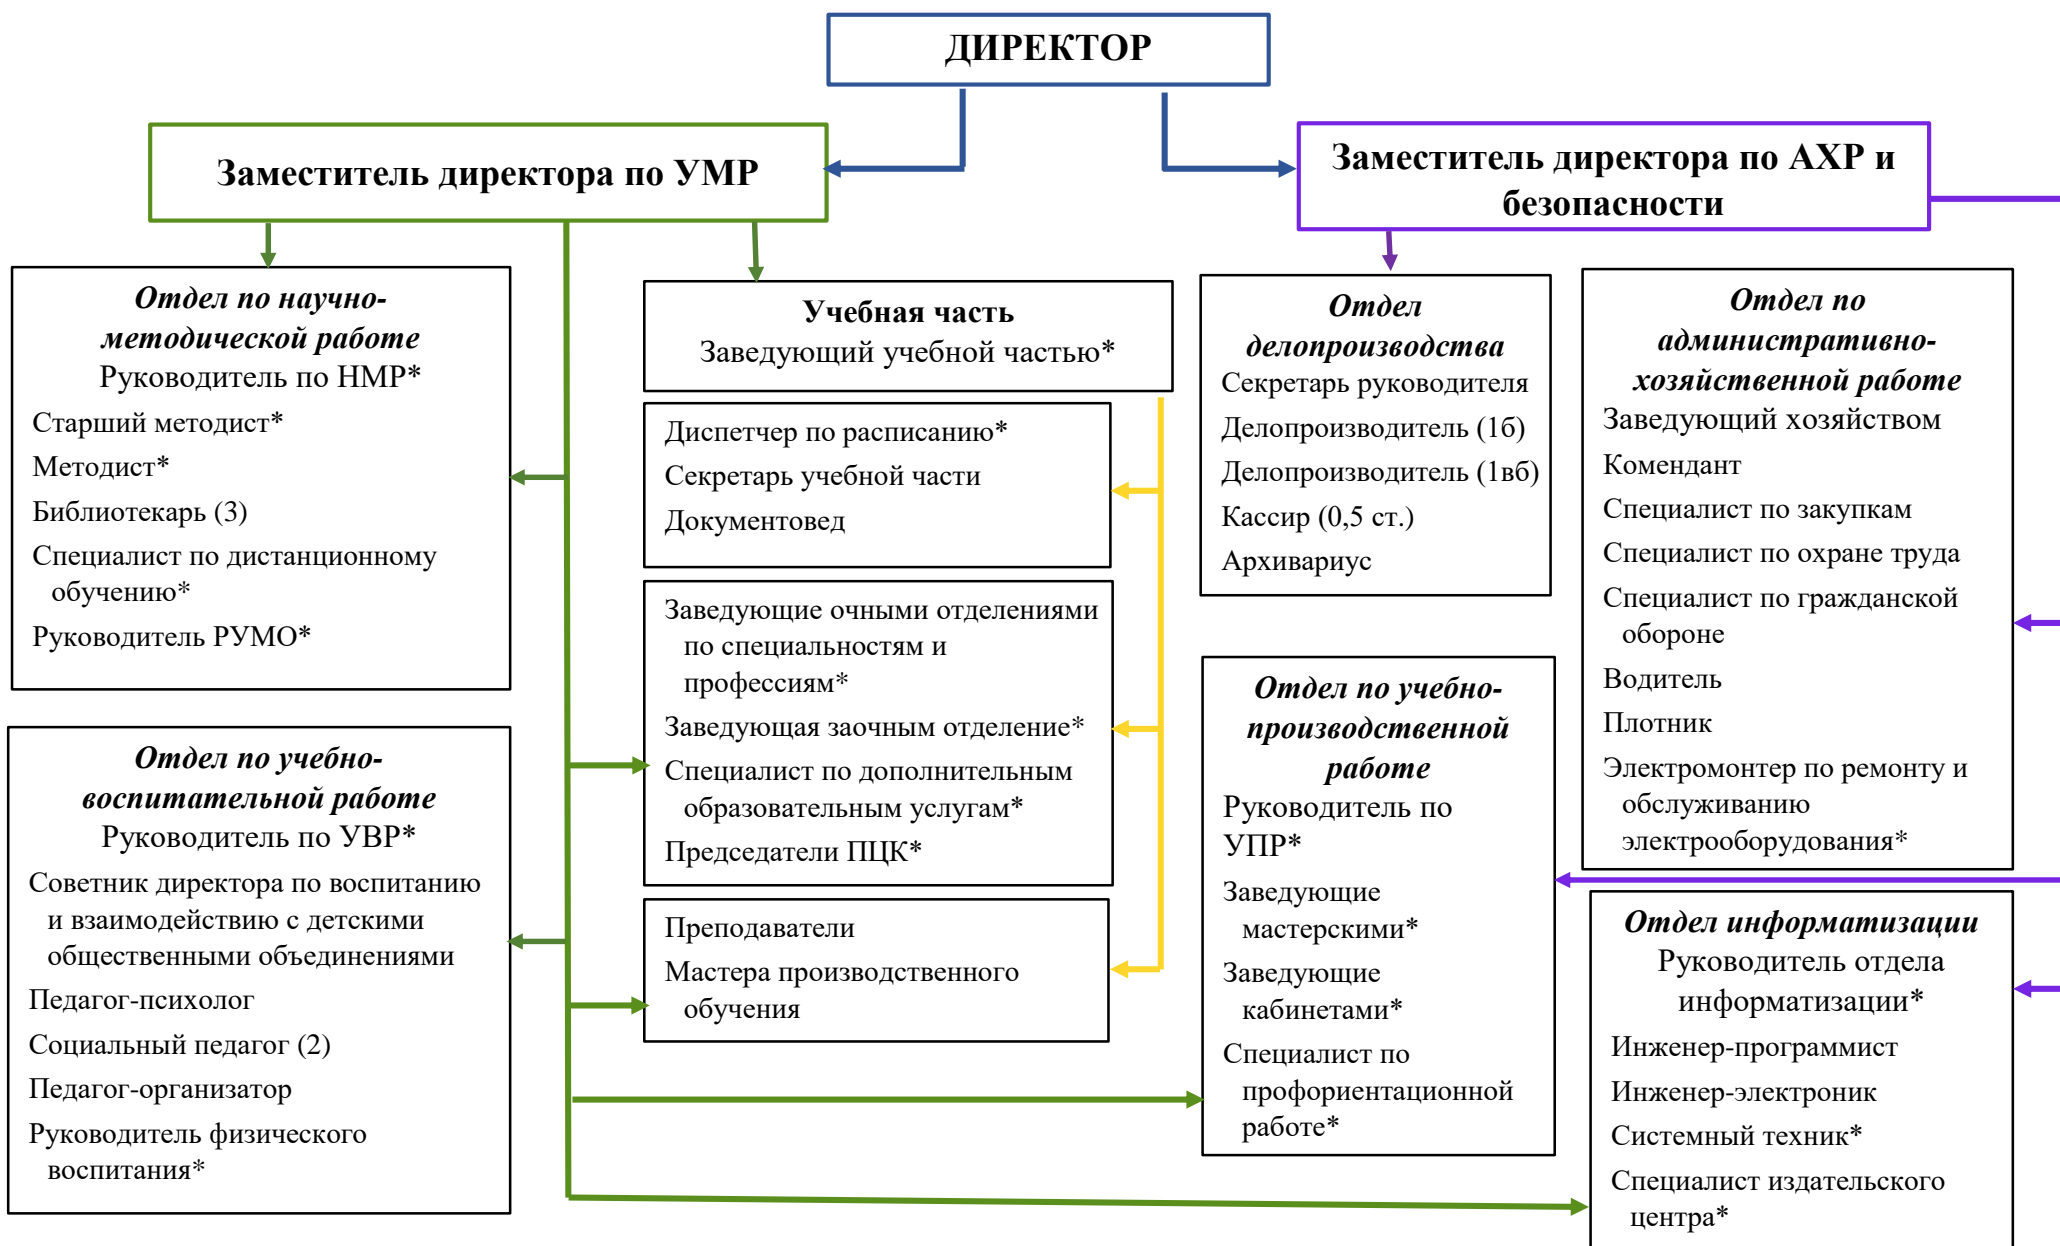 ДИРЕКТОР
Заместитель директора по УМР
Заместитель директора по АХР и
безопасности
Отдел по научно-
методической работе
Руководитель по НМР*
Старший методист*
Методист*
Библиотекарь (3)
Специалист по дистанционному
обучению*
Руководитель РУМО*
Отдел по учебно-
воспитательной работе
Руководитель по УВР*
Советник директора по воспитанию
и взаимодействию с детскими
общественными объединениями
Педагог-психолог
Социальный педагог (2)
Педагог-организатор
Руководитель физического
воспитания*
Учебная часть
Заведующий учебной частью*
Диспетчер по расписанию*
Секретарь учебной части
Документовед
Заведующие очными отделениями
по специальностям и
профессиям*
Заведующая заочным отделение*
Специалист по дополнительным
образовательным услугам*
Председатели ПЦК*
Преподаватели
Мастера производственного
обучения
Отдел
делопроизводства
Секретарь руководителя
Делопроизводитель (1б)
Делопроизводитель (1вб)
Кассир (0,5 ст.)
Архивариус
Отдел по учебно-
производственной
работе
Руководитель по
УПР*
Заведующие
мастерскими*
Заведующие
кабинетами*
Специалист по
профориентационной
работе*
Отдел по
административно-
хозяйственной работе
Заведующий хозяйством
Комендант
Специалист по закупкам
Специалист по охране труда
Специалист по гражданской
обороне
Водитель
Плотник
Электромонтер по ремонту и
обслуживанию
электрооборудования*
Отдел информатизации
Руководитель отдела
информатизации*
Инженер-программист
Инженер-электроник
Системный техник*
Специалист издательского
центра*